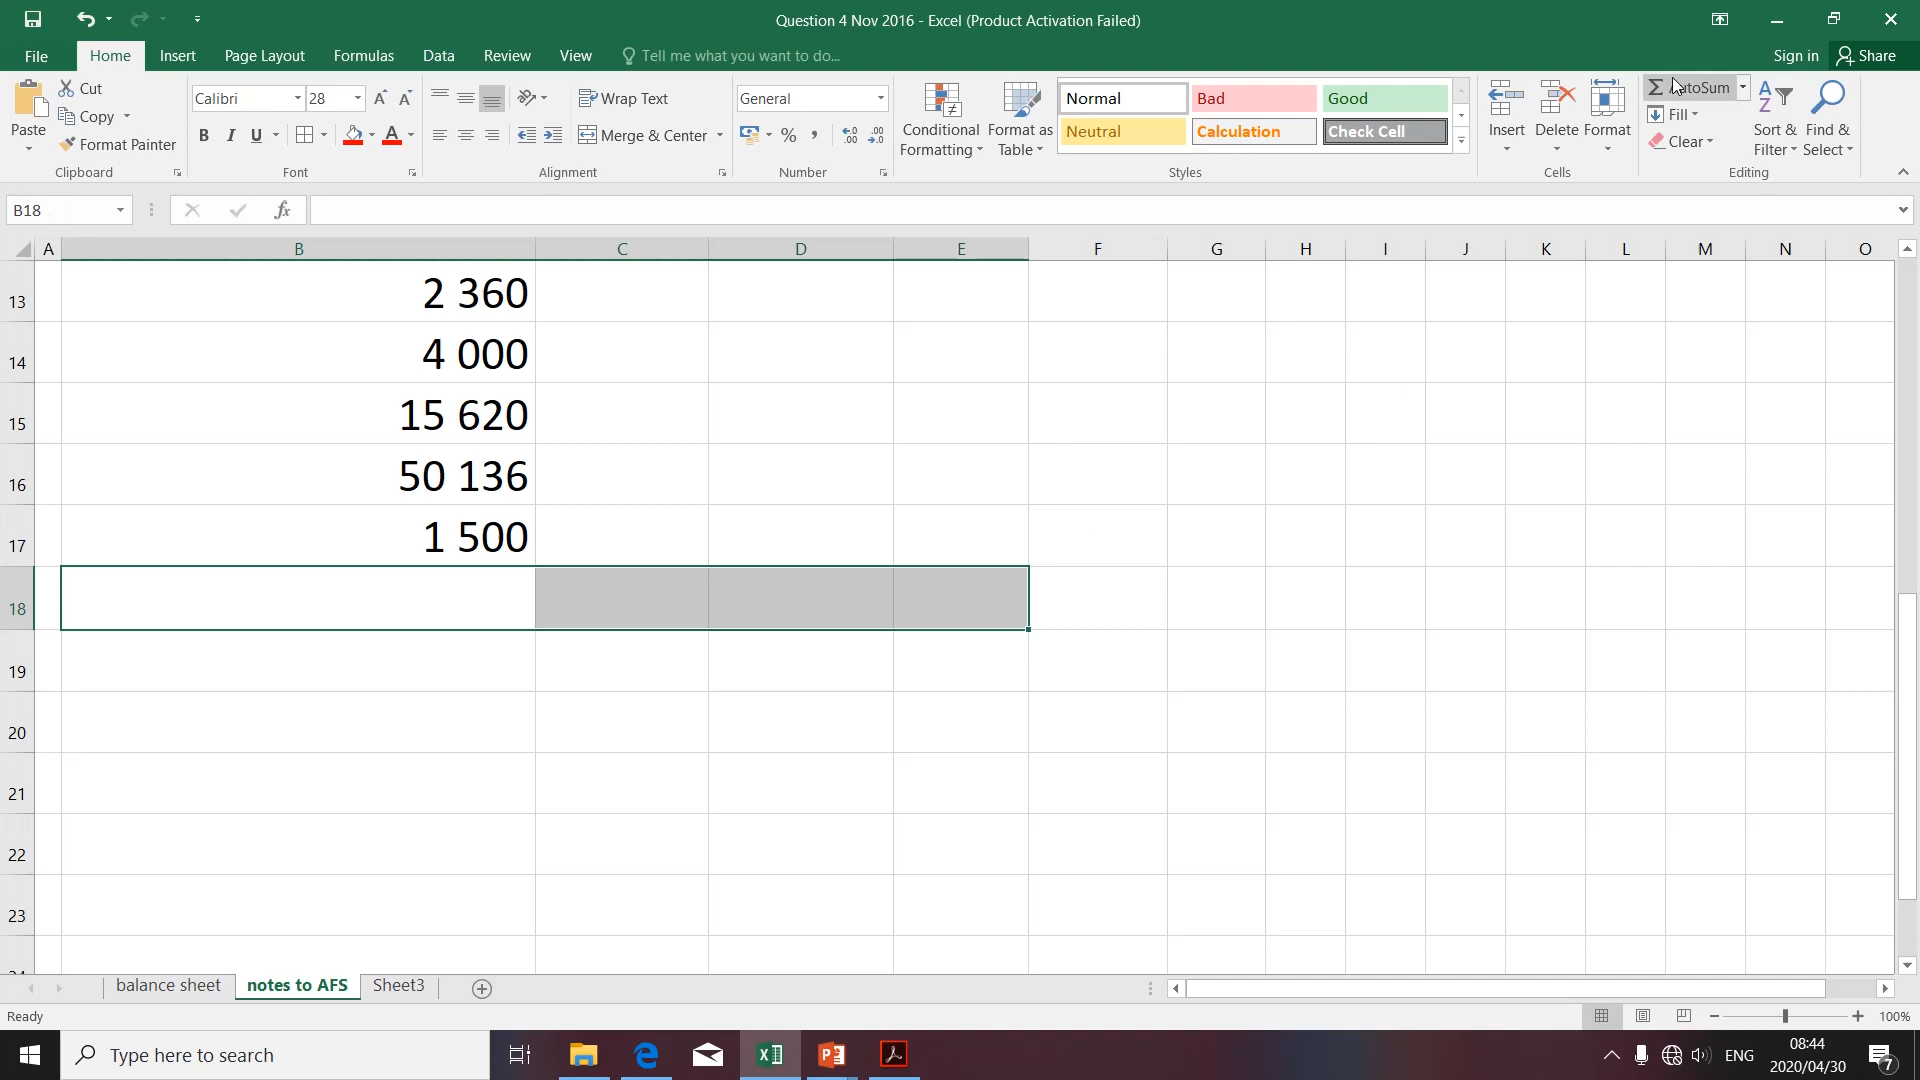 Question 4 Nov 2016 - Excel (Product Activation Failed)
File Home Insert Page Layout Formulas Data Review View Tell me what you want to do... Sign in Share
Paste
Cut
Copy
Format Painter
Clipboard
Calibri 28
B I U
Font
Wrap Text
Merge & Center
Alignment
General
% , .00
Number
Conditional Formatting
Format as Table
Normal Bad Good
Neutral Calculation Check Cell
Styles
Insert Delete Format
Cells
AutoSum
Fill
Clear
Sort & Filter
Find & Select
Editing
B18 fx
A B C D E F G H I J K L M N O
13 2 360
14 4 000
15 15 620
16 50 136
17 1 500
18
19
20
21
22
23
24
balance sheet notes to AFS Sheet3
Ready 100%
Type here to search
ENG
08:44
2020/04/30
7